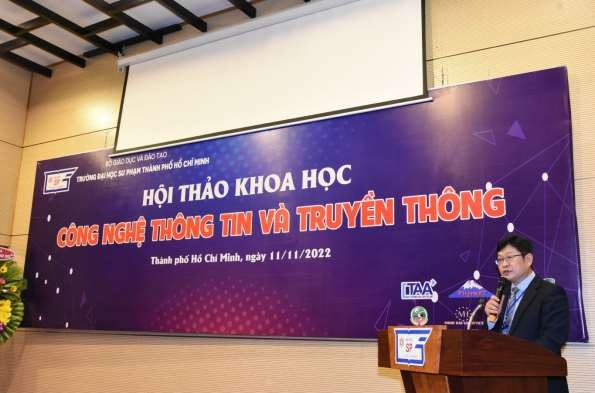 BỘ GIÁO DỤC VÀ ĐÀO TẠO
TRƯỜNG ĐẠI HỌC SƯ PHẠM THÀNH PHỐ HỒ CHÍ MINH
HỘI THẢO KHOA HỌC
CÔNG NGHỆ THÔNG TIN VÀ TRUYỀN THÔNG
Thành phố Hồ Chí Minh, ngày 11/11/2022
ITAA
SP